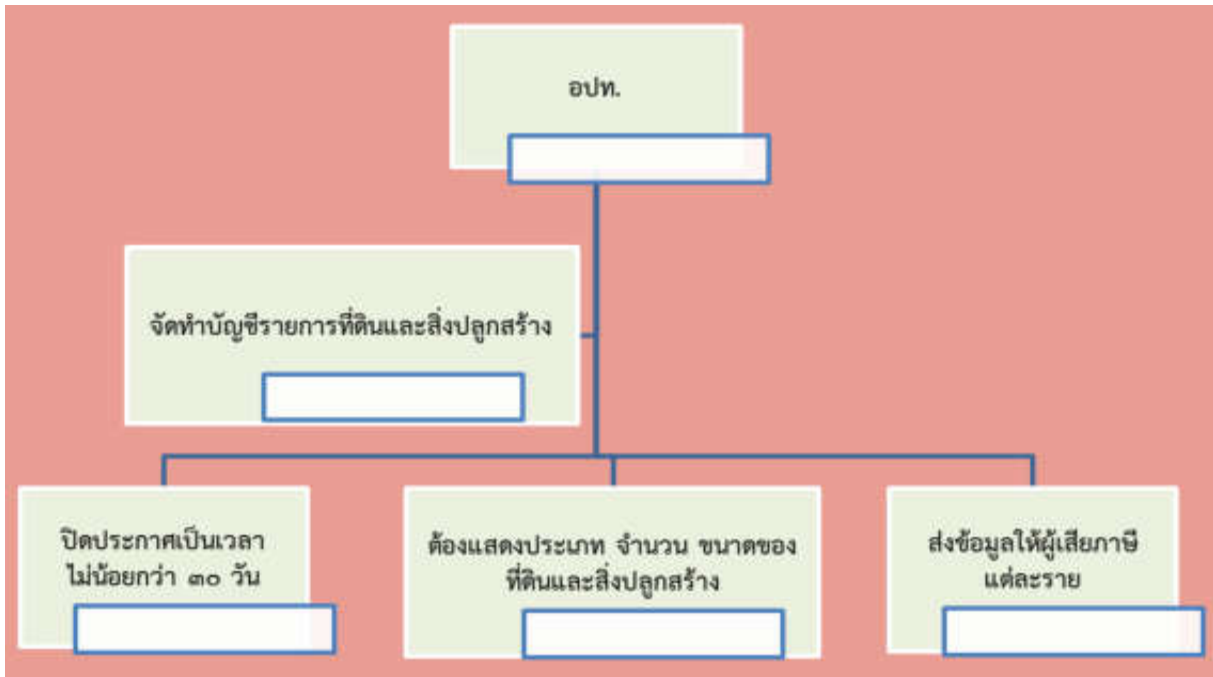 อปท.
จัดทำบัญชีรายการที่ดินและสิ่งปลูกสร้าง
ปิดประกาศเป็นเวลา
ไม่น้อยกว่า ๓๐ วัน
ต้องแสดงประเภท จำนวน ขนาดของ
ที่ดินและสิ่งปลูกสร้าง
ส่งข้อมูลให้ผู้เสียภาษี
แต่ละราย